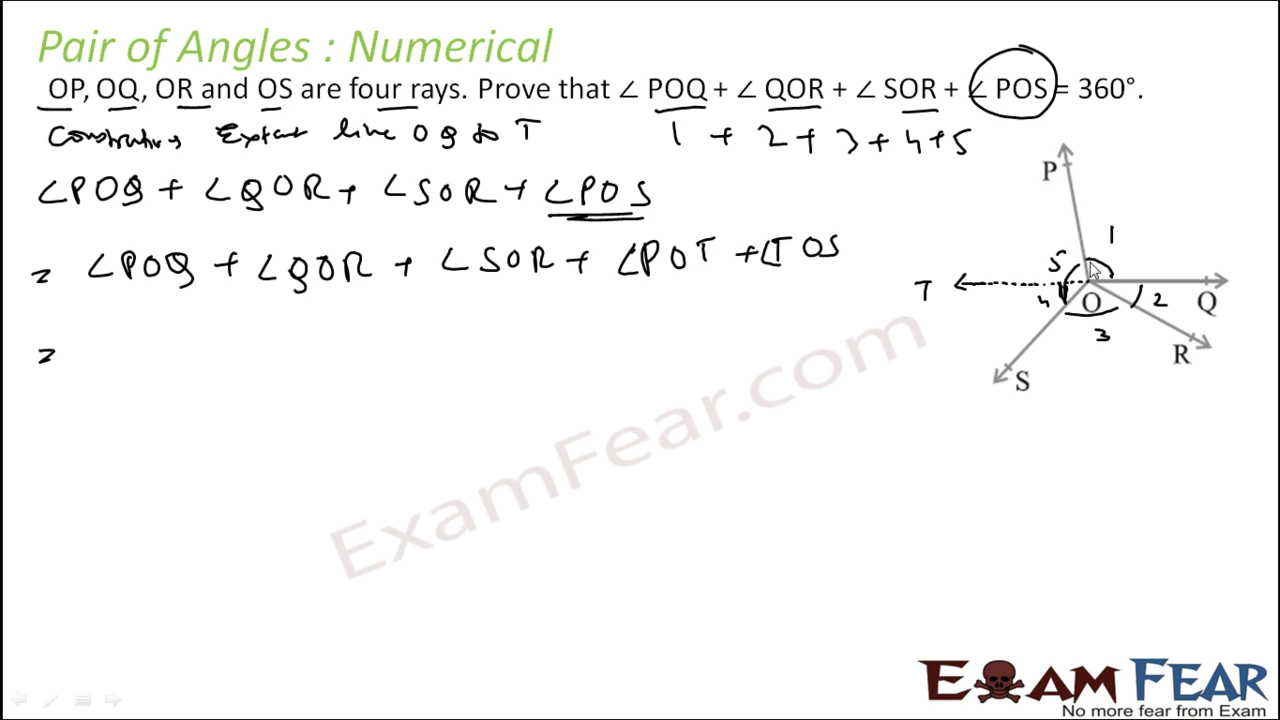 Pair of Angles : Numerical
OP, OQ, OR and OS are four rays. Prove that ∠ POQ + ∠ QOR + ∠ SOR + ∠ POS = 360°.
Extent line OQ to T
1 + 2 + 3 + 4 + 5
∠POQ + ∠QOR + ∠SOR + ∠POS
= ∠POQ + ∠QOR + ∠SOR + ∠POT + ∠TOS
=
P
1
5
T
4
O
2
Q
3
R
S
ExamFear.com
EXAM FEAR
No more fear from Exam